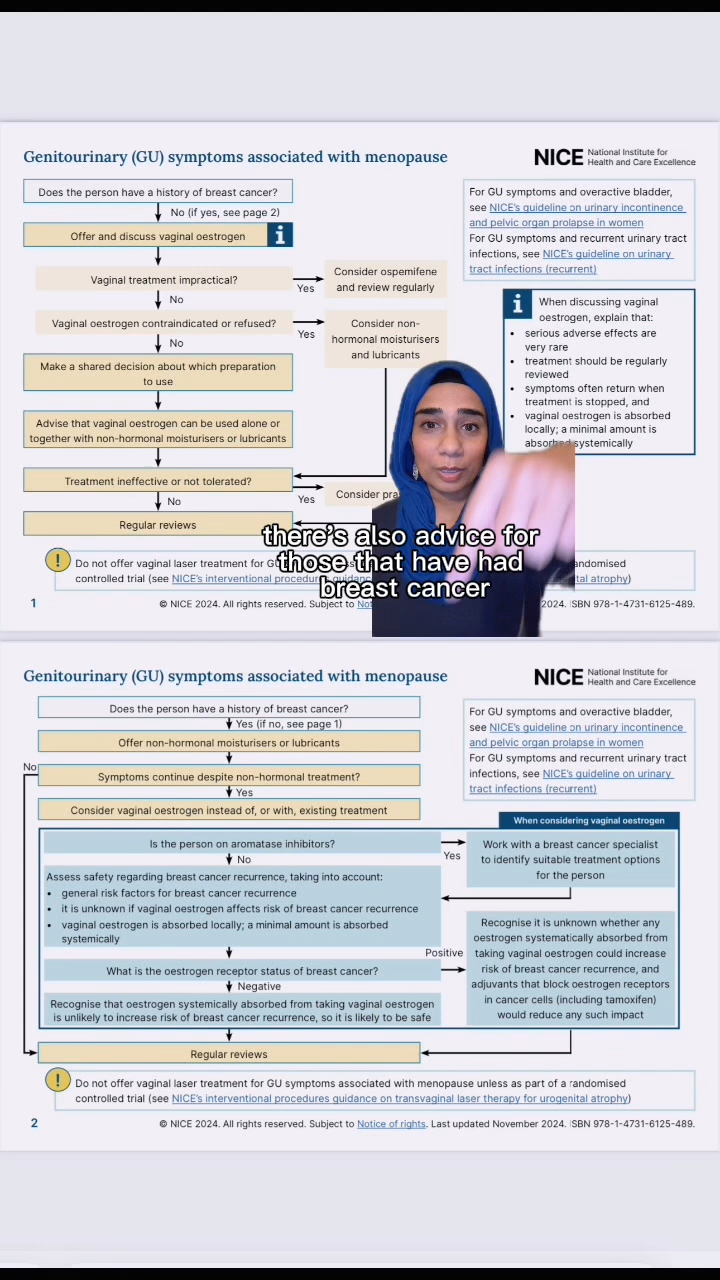 Genitourinary (GU) symptoms associated with menopause
NICE
National Institute for
Health and Care Excellence
Does the person have a history of breast cancer?
No (if yes, see page 2)
Offer and discuss vaginal oestrogen
i
Vaginal treatment impractical?
Yes
Consider ospemifene
and review regularly
No
Vaginal oestrogen contraindicated or refused?
Yes
Consider non-
hormonal moisturisers
and lubricants
No
Make a shared decision about which preparation
to use
Advise that vaginal oestrogen can be used alone or
together with non-hormonal moisturisers or lubricants
Treatment ineffective or not tolerated?
Yes
Consider pra
No
Regular reviews
For GU symptoms and overactive bladder,
see NICE's guideline on urinary incontinence
and pelvic organ prolapse in women
For GU symptoms and recurrent urinary tract
infections, see NICE's guideline on urinary
tract infections (recurrent)
i
When discussing vaginal
oestrogen, explain that:
• serious adverse effects are
very rare
• treatment should be regularly
reviewed
• symptoms often return when
treatment is stopped, and
• vaginal oestrogen is absorbed
locally; a minimal amount is
absorbed systemically
there's also advice for
those that have had
breast cancer
!
Do not offer vaginal laser treatment for GU andomised
controlled trial (see NICE's interventional procedures guidance ital atrophy)
1
© NICE 2024. All rights reserved. Subject to Not 2024. ISBN 978-1-4731-6125-489.
Genitourinary (GU) symptoms associated with menopause
NICE
National Institute for
Health and Care Excellence
Does the person have a history of breast cancer?
Yes (if no, see page 1)
Offer non-hormonal moisturisers or lubricants
No
Symptoms continue despite non-hormonal treatment?
Yes
Consider vaginal oestrogen instead of, or with, existing treatment
For GU symptoms and overactive bladder,
see NICE's guideline on urinary incontinence
and pelvic organ prolapse in women
For GU symptoms and recurrent urinary tract
infections, see NICE's guideline on urinary
tract infections (recurrent)
When considering vaginal oestrogen
Is the person on aromatase inhibitors?
Yes
Work with a breast cancer specialist
to identify suitable treatment options
for the person
No
Assess safety regarding breast cancer recurrence, taking into account:
• general risk factors for breast cancer recurrence
• it is unknown if vaginal oestrogen affects risk of breast cancer recurrence
• vaginal oestrogen is absorbed locally; a minimal amount is absorbed
systemically
What is the oestrogen receptor status of breast cancer?
Positive
Recognise it is unknown whether any
oestrogen systematically absorbed from
taking vaginal oestrogen could increase
risk of breast cancer recurrence, and
adjuvants that block oestrogen receptors
in cancer cells (including tamoxifen)
would reduce any such impact
Negative
Recognise that oestrogen systemically absorbed from taking vaginal oestrogen
is unlikely to increase risk of breast cancer recurrence, so it is likely to be safe
Regular reviews
!
Do not offer vaginal laser treatment for GU symptoms associated with menopause unless as part of a randomised
controlled trial (see NICE's interventional procedures guidance on transvaginal laser therapy for urogenital atrophy)
2
© NICE 2024. All rights reserved. Subject to Notice of rights. Last updated November 2024. ISBN 978-1-4731-6125-489.